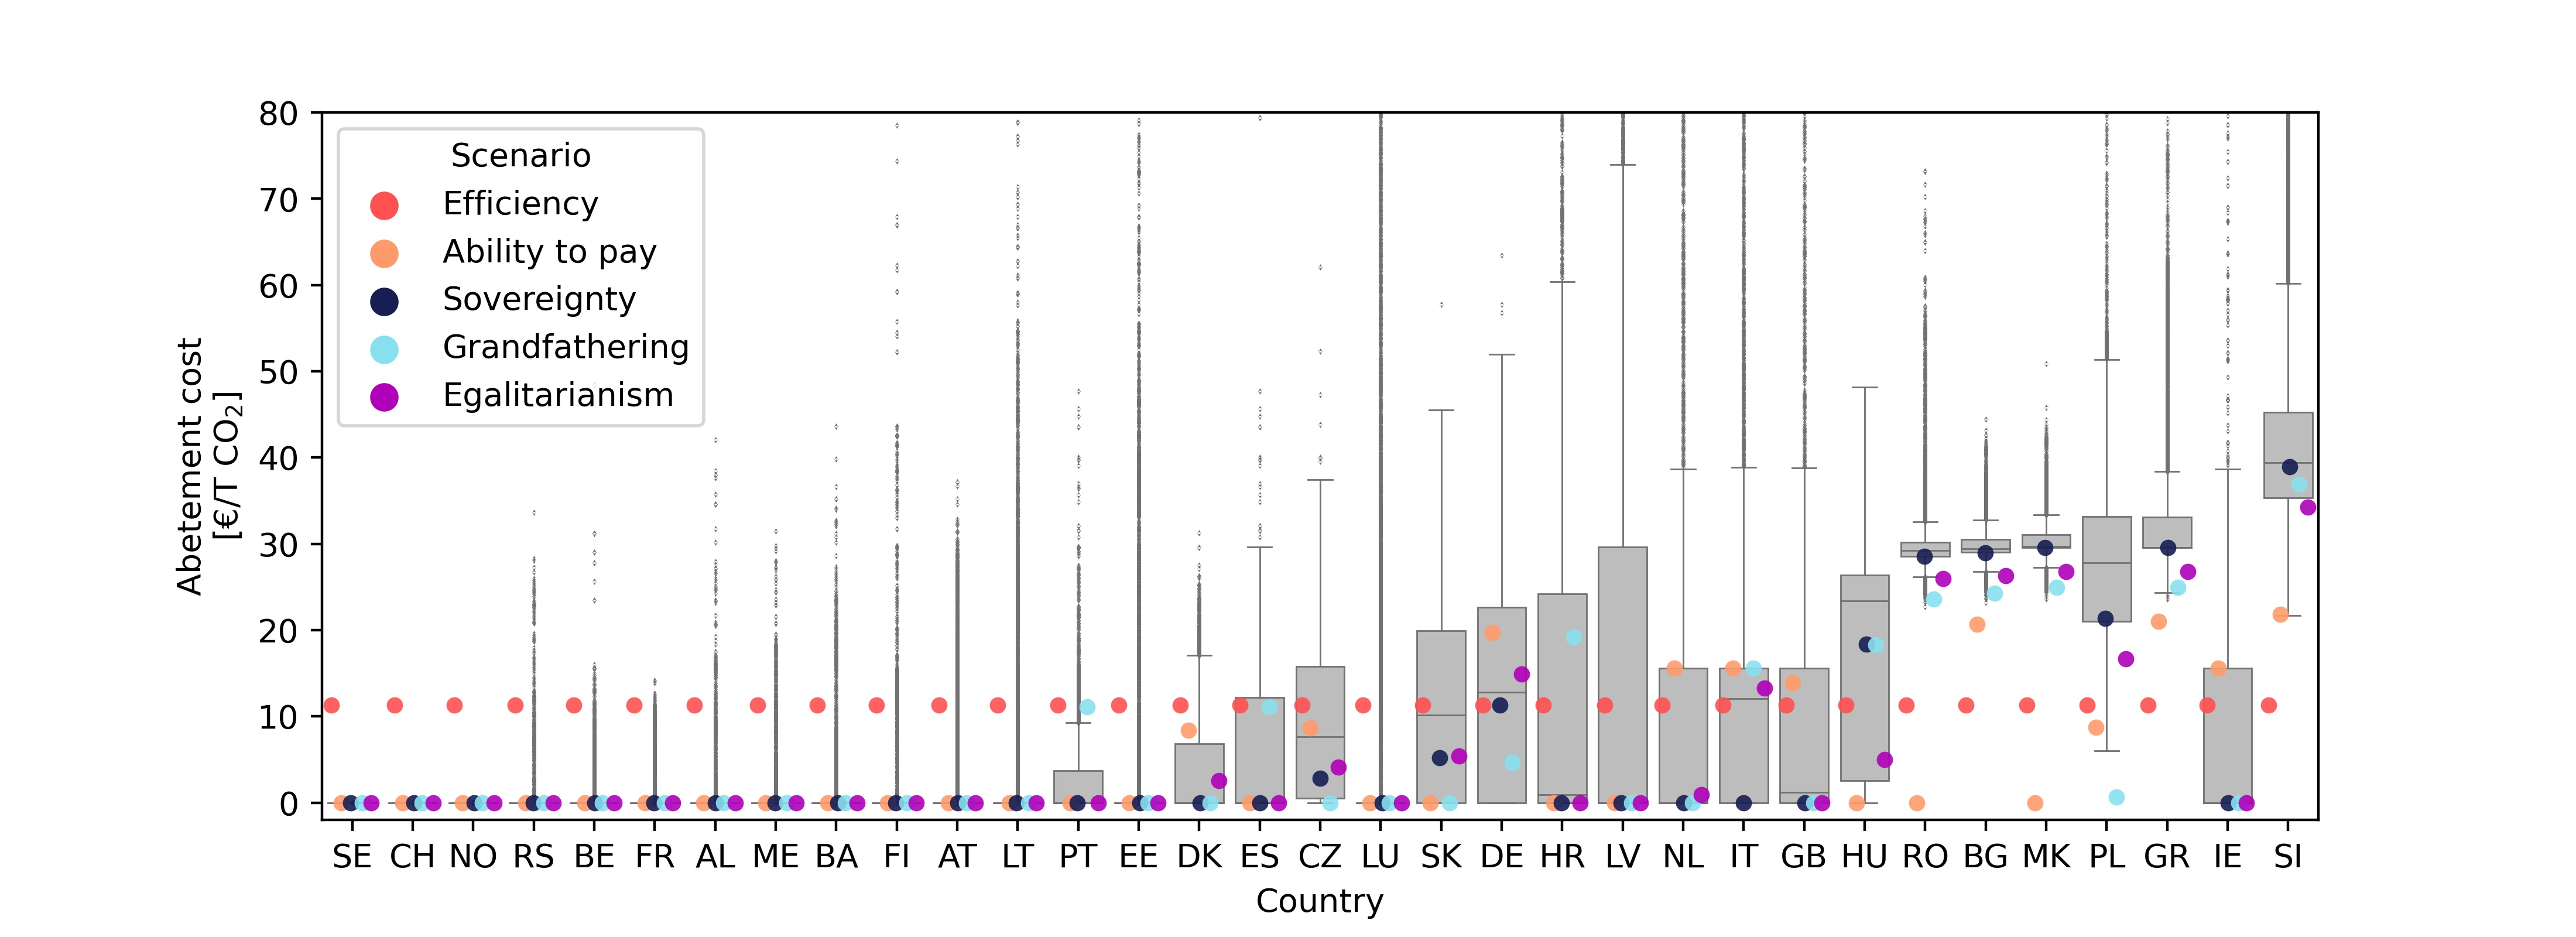 80
70
60
50
40
30
20
10
0
Abetement cost
[€/T CO₂]
Scenario
Efficiency
Ability to pay
Sovereignty
Grandfathering
Egalitarianism
SE CH NO RS BE FR AL ME BA FI AT LT PT EE DK ES CZ LU SK DE HR LV NL IT GB HU RO BG MK PL GR IE SI
Country